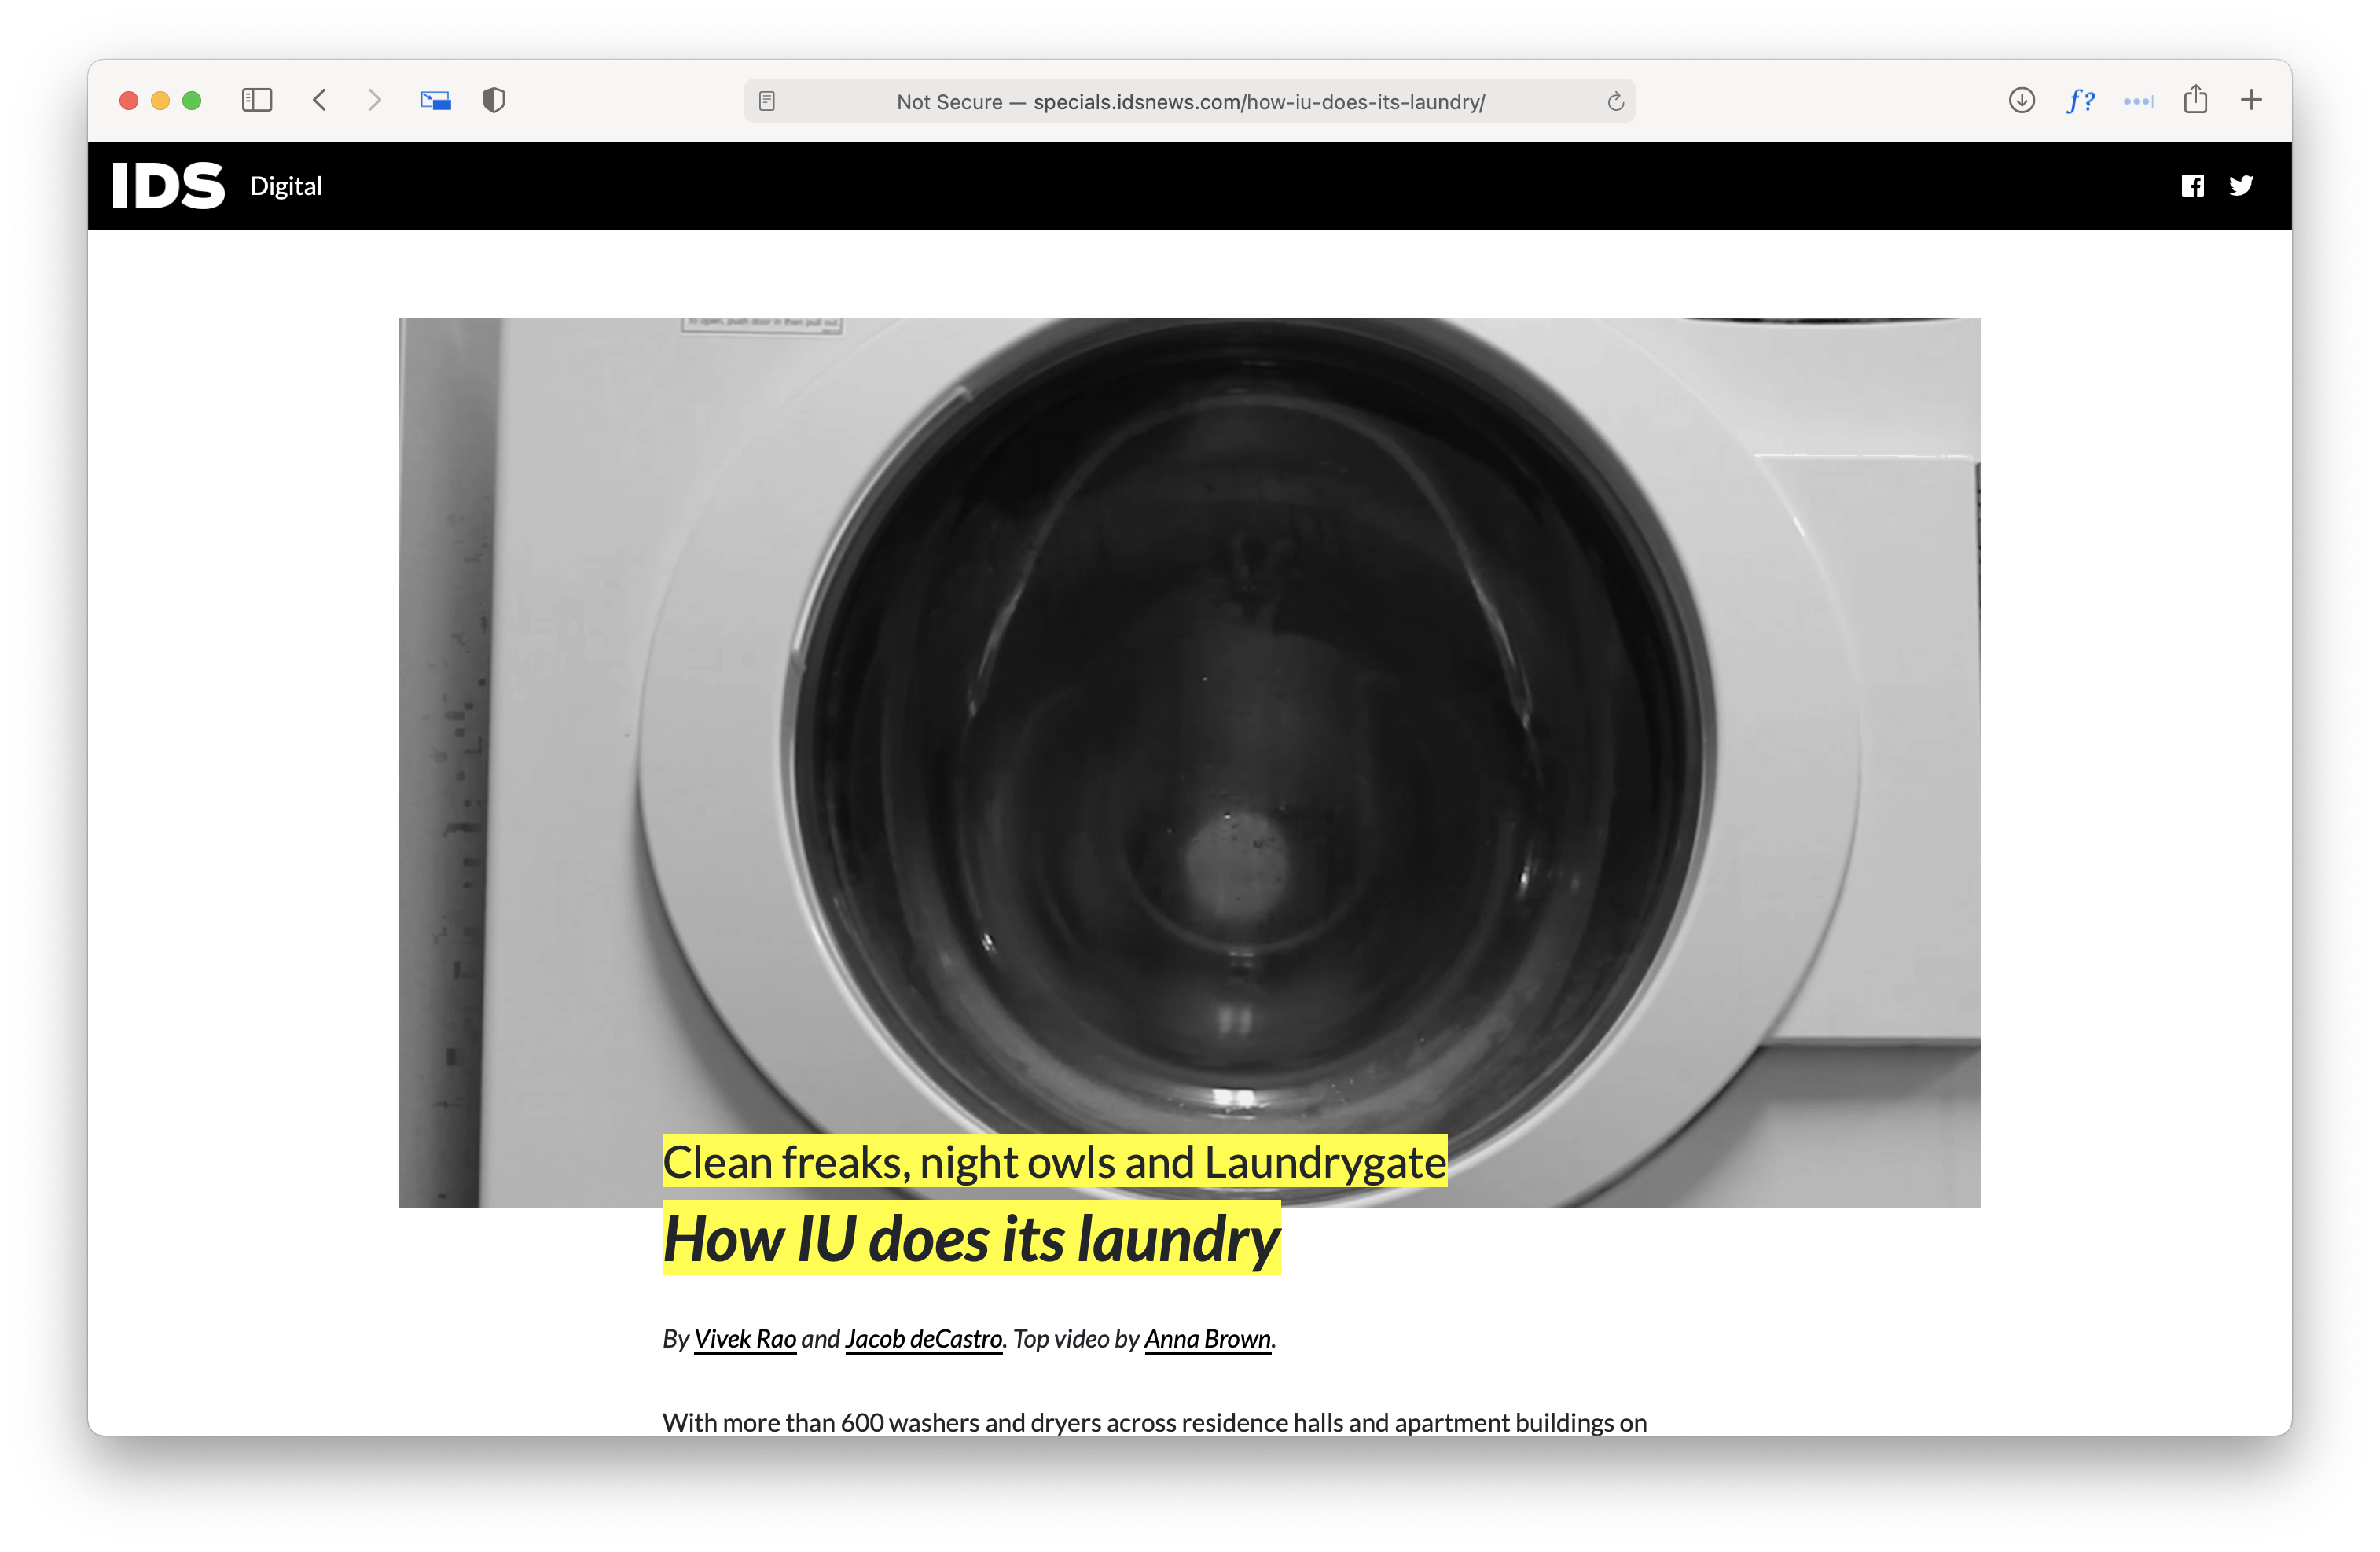 Not Secure — specials.idsnews.com/how-iu-does-its-laundry/
f?
IDS Digital
To open, push door in then pull out.
Clean freaks, night owls and Laundrygate
How IU does its laundry
By Vivek Rao and Jacob deCastro. Top video by Anna Brown.
With more than 600 washers and dryers across residence halls and apartment buildings on